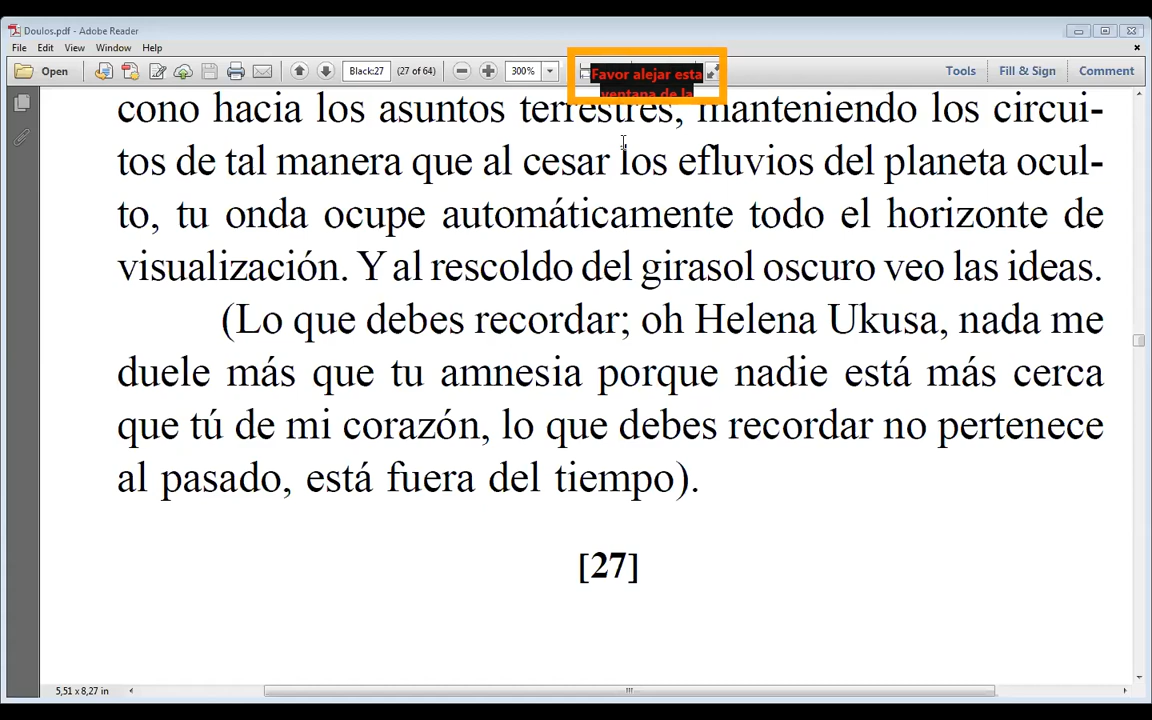 Doulos.pdf - Adobe Reader
File Edit View Window Help
Open Black:27 (27 of 64) 300% Tools Fill & Sign Comment
Favor alejar esta
ventana de la
cono hacia los asuntos terrestres, manteniendo los circui-
tos de tal manera que al cesar los efluvios del planeta ocul-
to, tu onda ocupe automáticamente todo el horizonte de
visualización. Y al rescoldo del girasol oscuro veo las ideas.
(Lo que debes recordar; oh Helena Ukusa, nada me
duele más que tu amnesia porque nadie está más cerca
que tú de mi corazón, lo que debes recordar no pertenece
al pasado, está fuera del tiempo).
[27]
5,51 x 8,27 in